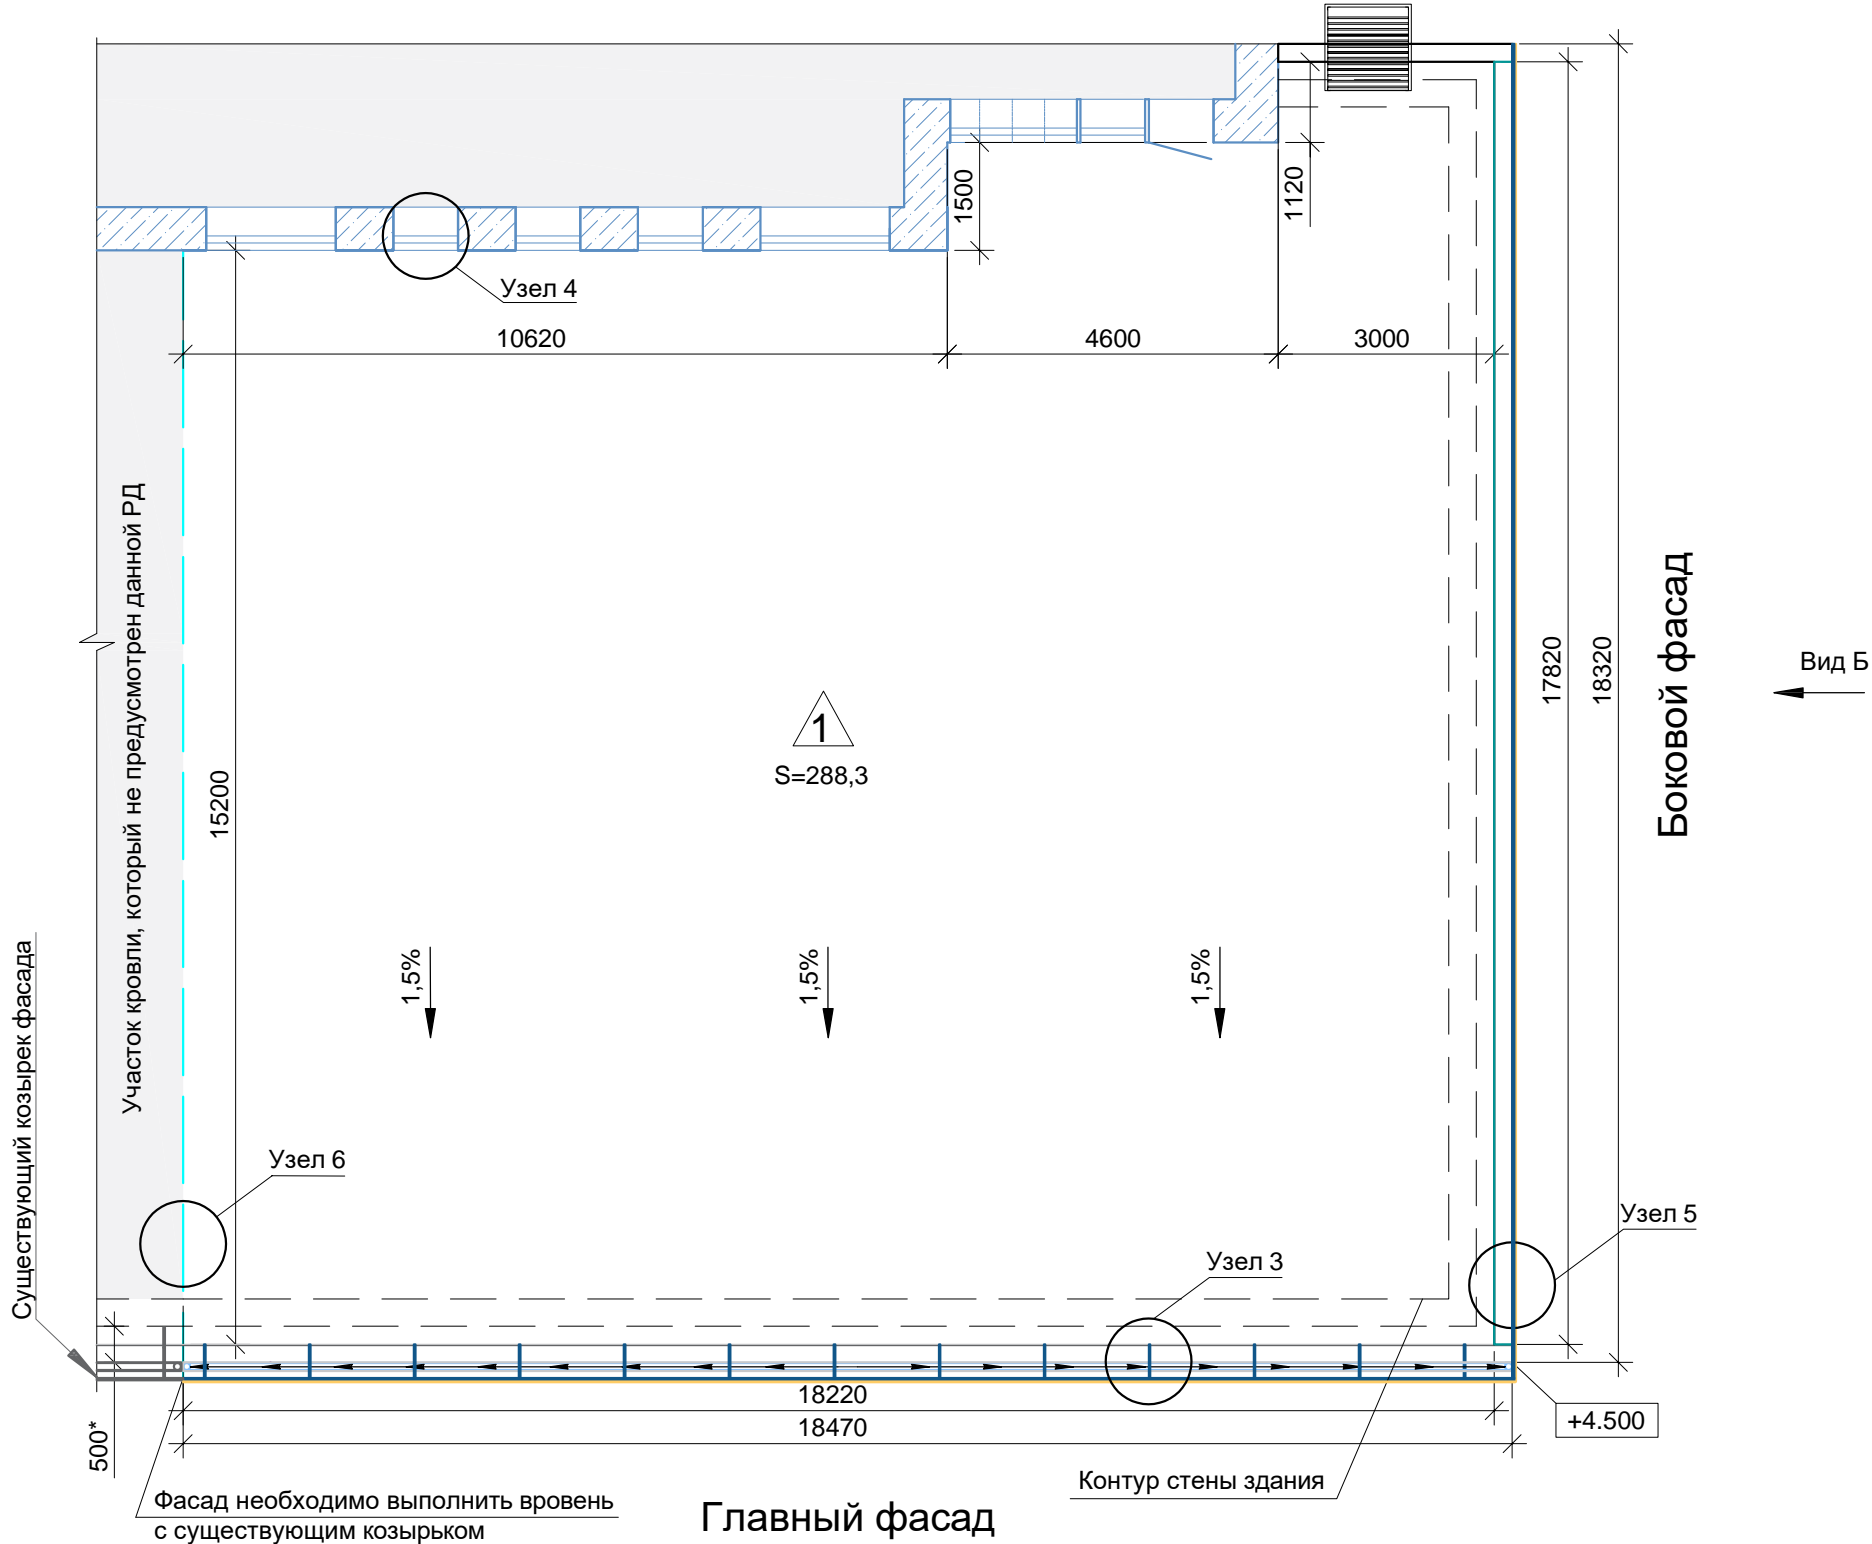 1500
1120
Узел 4
10620
4600
3000
Участок кровли, который не предусмотрен данной РД
15200
1
S=288,3
17820
18320
Боковой фасад
Вид Б
1,5%
1,5%
1,5%
Существующий козырек фасада
Узел 6
Узел 5
Узел 3
18220
18470
+4.500
500*
Контур стены здания
Фасад необходимо выполнить вровень
с существующим козырьком
Главный фасад